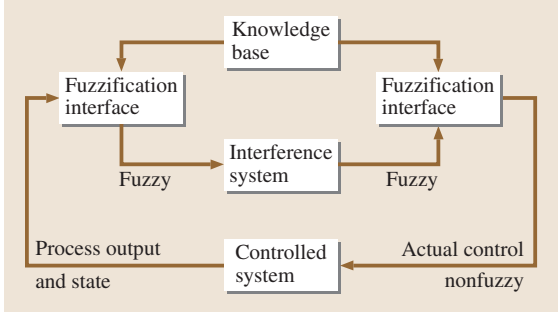 Knowledge
base
Fuzzification
interface
Fuzzification
interface
Interference
system
Fuzzy
Fuzzy
Process output
and state
Controlled
system
Actual control
nonfuzzy